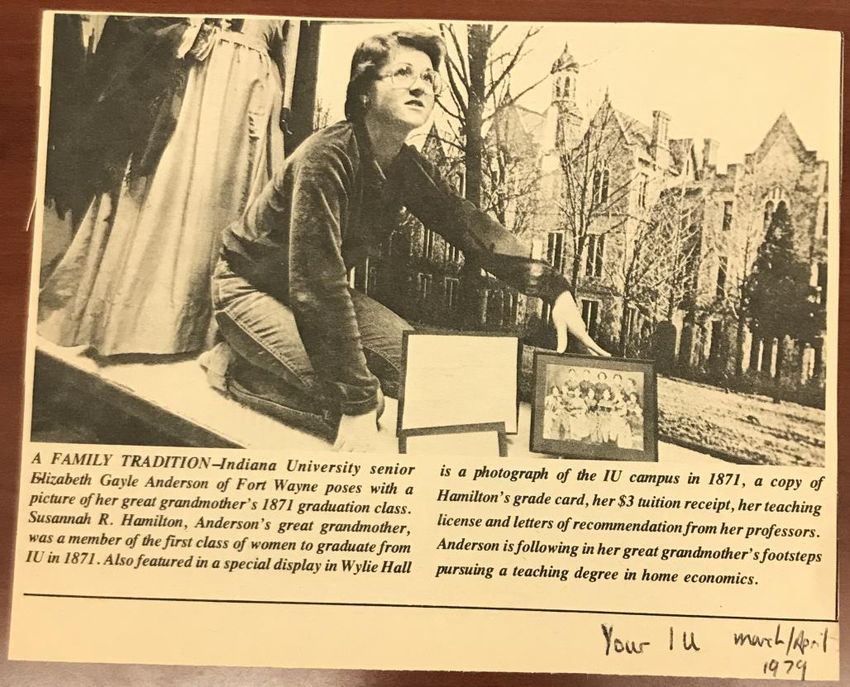 A FAMILY TRADITION–Indiana University senior
Elizabeth Gayle Anderson of Fort Wayne poses with a
picture of her great grandmother's 1871 graduation class.
Susannah R. Hamilton, Anderson's great grandmother,
was a member of the first class of women to graduate from
IU in 1871. Also featured in a special display in Wylie Hall
is a photograph of the IU campus in 1871, a copy of
Hamilton's grade card, her $3 tuition receipt, her teaching
license and letters of recommendation from her professors.
Anderson is following in her great grandmother's footsteps
pursuing a teaching degree in home economics.
Your IU march/April
1979